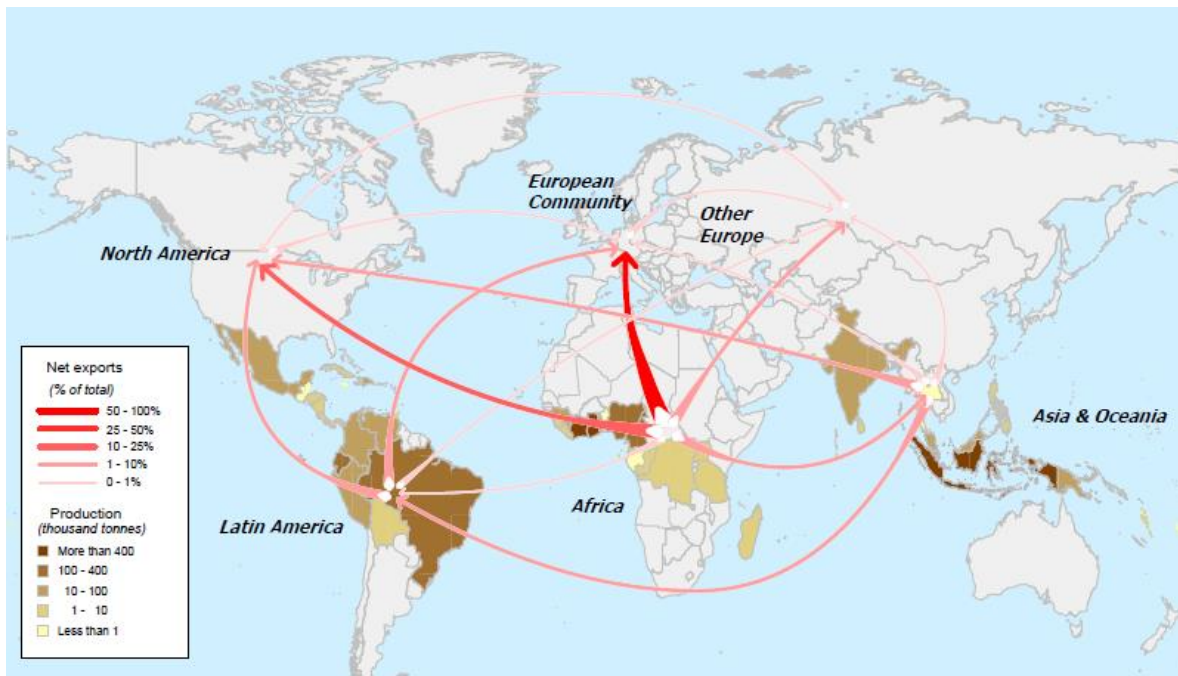 European
Community
Other
Europe
North America
Net exports
(% of total)
50 - 100%
25 - 50%
10 - 25%
1 - 10%
0 - 1%
Asia & Oceania
Africa
Latin America
Production
(thousand tonnes)
More than 400
100 - 400
10 - 100
1 - 10
Less than 1